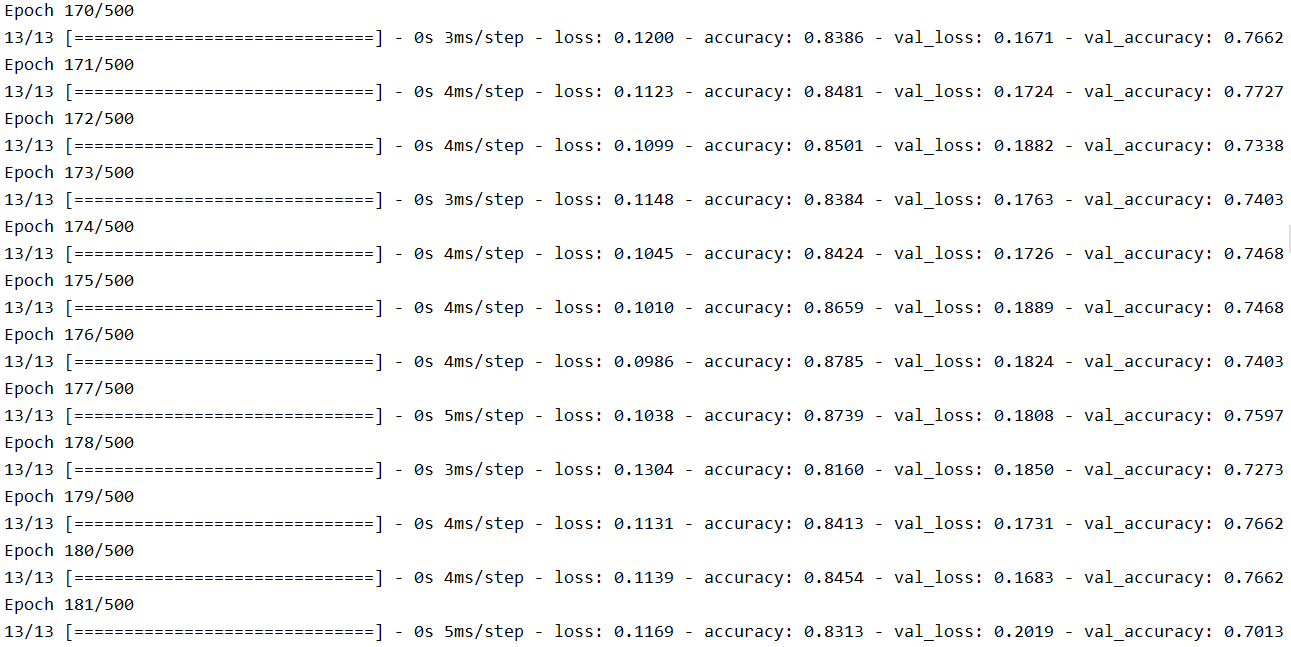 Epoch 170/500
13/13 [==============================] - 0s 3ms/step - loss: 0.1200 - accuracy: 0.8386 - val_loss: 0.1671 - val_accuracy: 0.7662
Epoch 171/500
13/13 [==============================] - 0s 4ms/step - loss: 0.1123 - accuracy: 0.8481 - val_loss: 0.1724 - val_accuracy: 0.7727
Epoch 172/500
13/13 [==============================] - 0s 4ms/step - loss: 0.1099 - accuracy: 0.8501 - val_loss: 0.1882 - val_accuracy: 0.7338
Epoch 173/500
13/13 [==============================] - 0s 3ms/step - loss: 0.1148 - accuracy: 0.8384 - val_loss: 0.1763 - val_accuracy: 0.7403
Epoch 174/500
13/13 [==============================] - 0s 4ms/step - loss: 0.1045 - accuracy: 0.8424 - val_loss: 0.1726 - val_accuracy: 0.7468
Epoch 175/500
13/13 [==============================] - 0s 4ms/step - loss: 0.1010 - accuracy: 0.8659 - val_loss: 0.1889 - val_accuracy: 0.7468
Epoch 176/500
13/13 [==============================] - 0s 4ms/step - loss: 0.0986 - accuracy: 0.8785 - val_loss: 0.1824 - val_accuracy: 0.7403
Epoch 177/500
13/13 [==============================] - 0s 5ms/step - loss: 0.1038 - accuracy: 0.8739 - val_loss: 0.1808 - val_accuracy: 0.7597
Epoch 178/500
13/13 [==============================] - 0s 3ms/step - loss: 0.1304 - accuracy: 0.8160 - val_loss: 0.1850 - val_accuracy: 0.7273
Epoch 179/500
13/13 [==============================] - 0s 4ms/step - loss: 0.1131 - accuracy: 0.8413 - val_loss: 0.1731 - val_accuracy: 0.7662
Epoch 180/500
13/13 [==============================] - 0s 4ms/step - loss: 0.1139 - accuracy: 0.8454 - val_loss: 0.1683 - val_accuracy: 0.7662
Epoch 181/500
13/13 [==============================] - 0s 5ms/step - loss: 0.1169 - accuracy: 0.8313 - val_loss: 0.2019 - val_accuracy: 0.7013